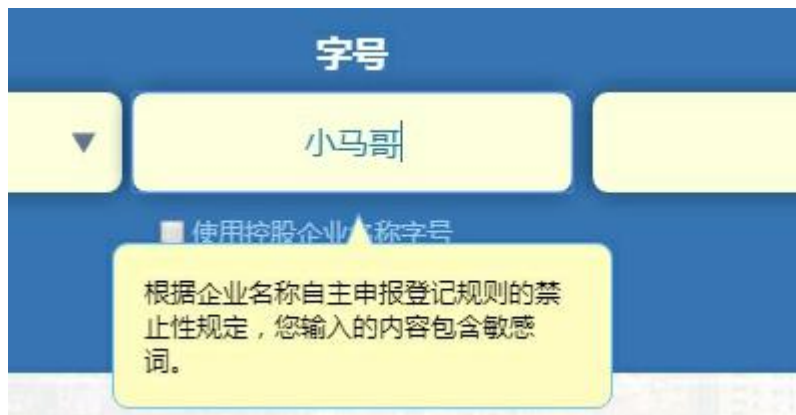 字号
小马哥
使用控股企业名称字号
根据企业名称自主申报登记规则的禁
止性规定，您输入的内容包含敏感
词。